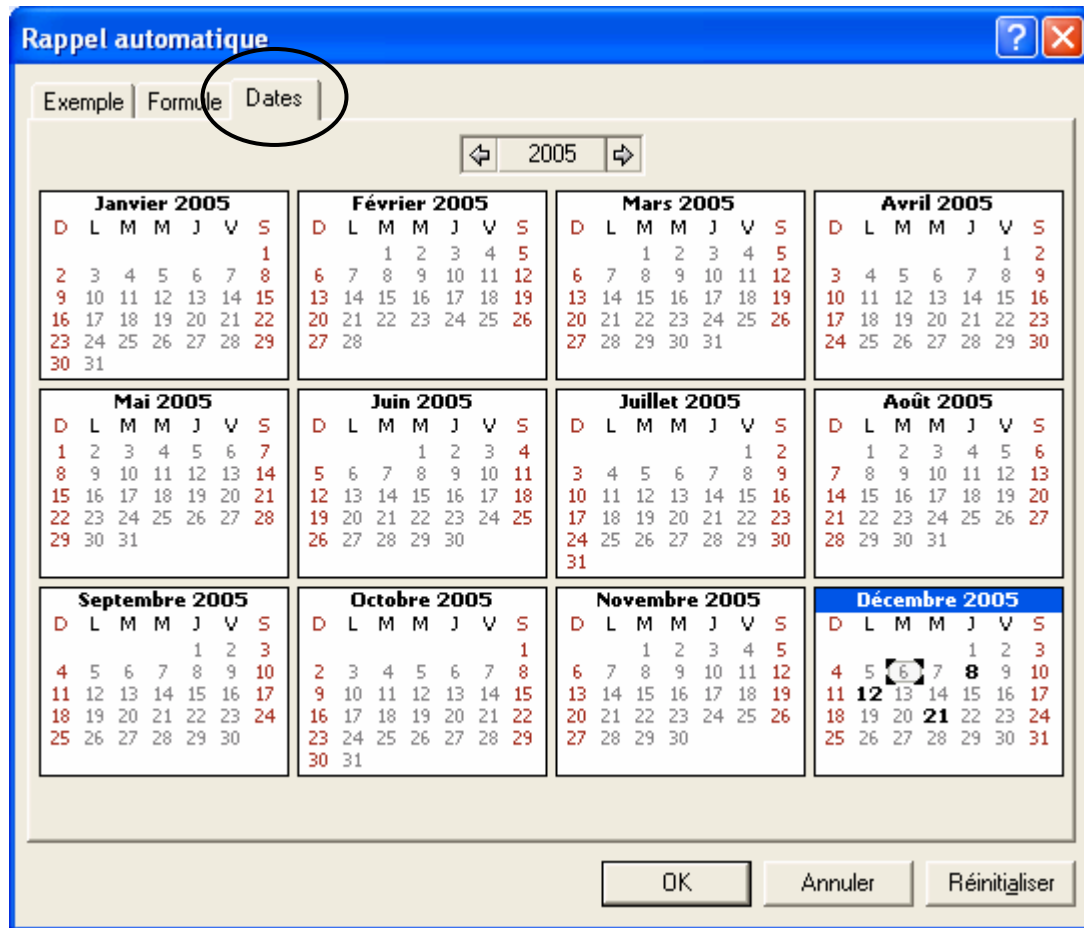 Rappel automatique
Exemple Formule Dates
2005
Janvier 2005 Février 2005 Mars 2005 Avril 2005
D L M M J V S D L M M J V S D L M M J V S D L M M J V S
1 1 2 3 4 5 1 2 3 4 5 1 2
2 3 4 5 6 7 8 6 7 8 9 10 11 12 6 7 8 9 10 11 12 3 4 5 6 7 8 9
9 10 11 12 13 14 15 13 14 15 16 17 18 19 13 14 15 16 17 18 19 10 11 12 13 14 15 16
16 17 18 19 20 21 22 20 21 22 23 24 25 26 20 21 22 23 24 25 26 17 18 19 20 21 22 23
23 24 25 26 27 28 29 27 28 27 28 29 30 31 24 25 26 27 28 29 30
30 31
Mai 2005 Juin 2005 Juillet 2005 Août 2005
D L M M J V S D L M M J V S D L M M J V S D L M M J V S
1 2 3 4 5 6 7 1 2 3 4 1 2 1 2 3 4 5 6
8 9 10 11 12 13 14 5 6 7 8 9 10 11 3 4 5 6 7 8 9 7 8 9 10 11 12 13
15 16 17 18 19 20 21 12 13 14 15 16 17 18 10 11 12 13 14 15 16 14 15 16 17 18 19 20
22 23 24 25 26 27 28 19 20 21 22 23 24 25 17 18 19 20 21 22 23 21 22 23 24 25 26 27
29 30 31 26 27 28 29 30 24 25 26 27 28 29 30 28 29 30 31
31
Septembre 2005 Octobre 2005 Novembre 2005 Décembre 2005
D L M M J V S D L M M J V S D L M M J V S D L M M J V S
1 2 3 1 1 2 3 4 5 1 2 3
4 5 6 7 8 9 10 2 3 4 5 6 7 8 6 7 8 9 10 11 12 4 5 6 7 8 9 10
11 12 13 14 15 16 17 9 10 11 12 13 14 15 13 14 15 16 17 18 19 11 12 13 14 15 16 17
18 19 20 21 22 23 24 16 17 18 19 20 21 22 20 21 22 23 24 25 26 18 19 20 21 22 23 24
25 26 27 28 29 30 23 24 25 26 27 28 29 27 28 29 30 25 26 27 28 29 30 31
30 31
OK Annuler Réinitialiser